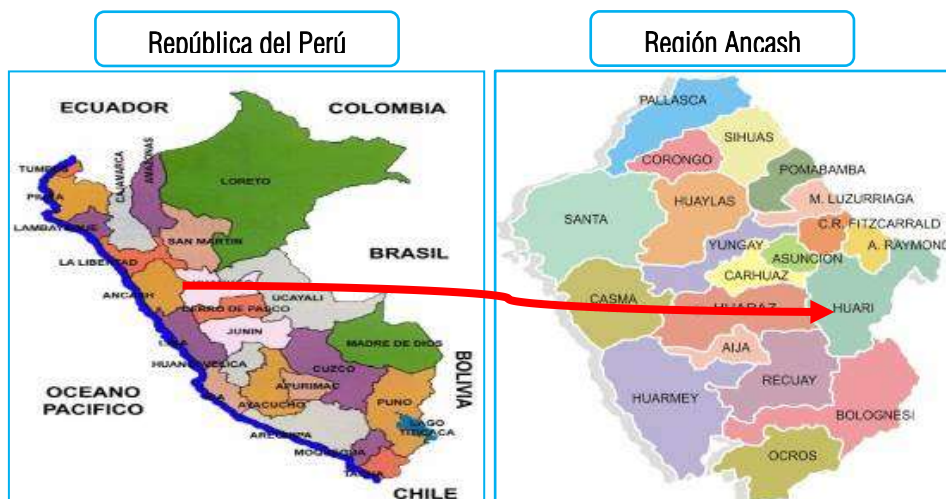 República del Perú
Región Ancash
ECUADOR
COLOMBIA
TUMBES
PIURA
CAJAMARCA
AMAZONAS
LORETO
LAMBAYEQUE
SAN MARTIN
LA LIBERTAD
BRASIL
ANCASH
UCAYALI
CERRO DE PASCO
LIMA
JUNIN
MADRE DE DIOS
HUANCAVELICA
CUZCO
BOLIVIA
OCEANO
PACIFICO
ICA
APURIMAC
AYACUCHO
PUNO
LAGO
TITICACA
AREQUIPA
MOQUEGUA
TACNA
CHILE
PALLASCA
SIHUAS
CORONGO
POMABAMBA
HUAYLAS
M. LUZURRIAGA
SANTA
C.R. FITZCARRALD
YUNGAY
A. RAYMOND
ASUNCION
CARHUAZ
CASMA
HUARAZ
HUARI
AIJA
RECUAY
HUARMEY
BOLOGNESI
OCROS